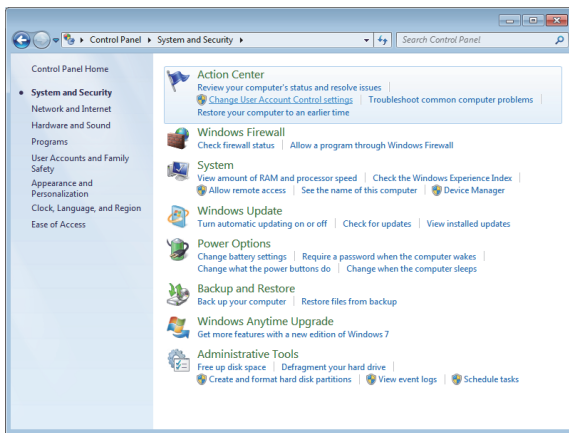 Control Panel ▸ System and Security ▸
Search Control Panel
Control Panel Home
System and Security
Network and Internet
Hardware and Sound
Programs
User Accounts and Family
Safety
Appearance and
Personalization
Clock, Language, and Region
Ease of Access
Action Center
Review your computer's status and resolve issues
Change User Account Control settings Troubleshoot common computer problems
Restore your computer to an earlier time
Windows Firewall
Check firewall status Allow a program through Windows Firewall
System
View amount of RAM and processor speed Check the Windows Experience Index
Allow remote access See the name of this computer Device Manager
Windows Update
Turn automatic updating on or off Check for updates View installed updates
Power Options
Change battery settings Require a password when the computer wakes
Change what the power buttons do Change when the computer sleeps
Backup and Restore
Back up your computer Restore files from backup
Windows Anytime Upgrade
Get more features with a new edition of Windows 7
Administrative Tools
Free up disk space Defragment your hard drive
Create and format hard disk partitions View event logs Schedule tasks